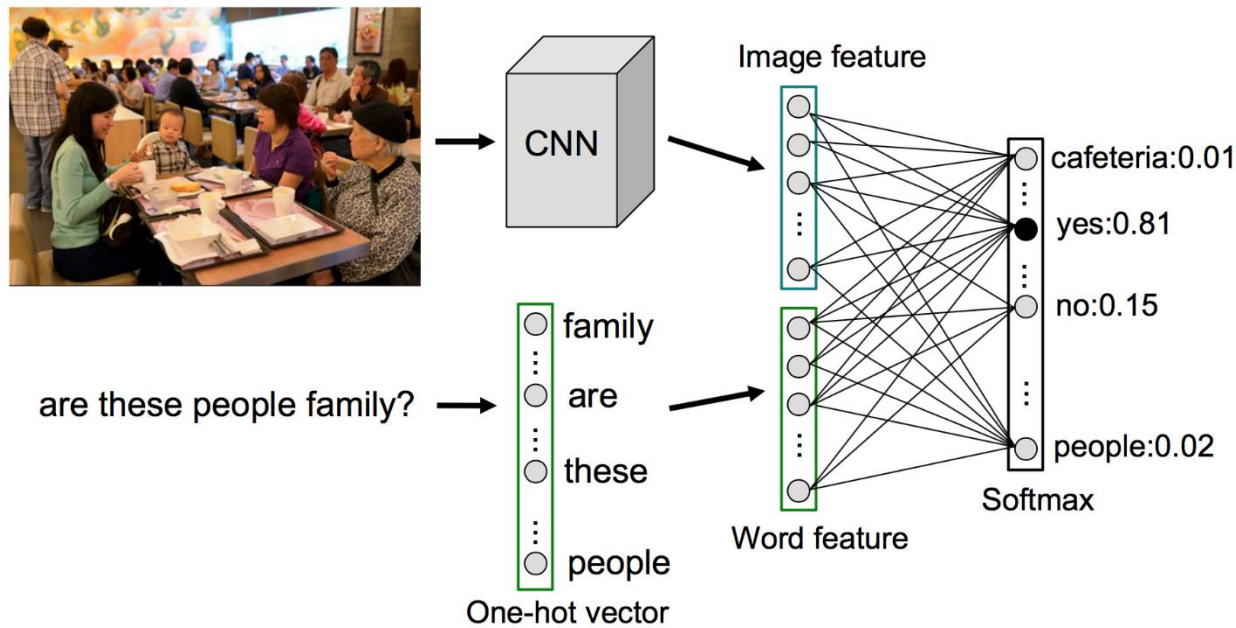 CNN
Image feature
cafeteria:0.01
yes:0.81
no:0.15
people:0.02
Softmax
are these people family?
family
are
these
people
One-hot vector
Word feature